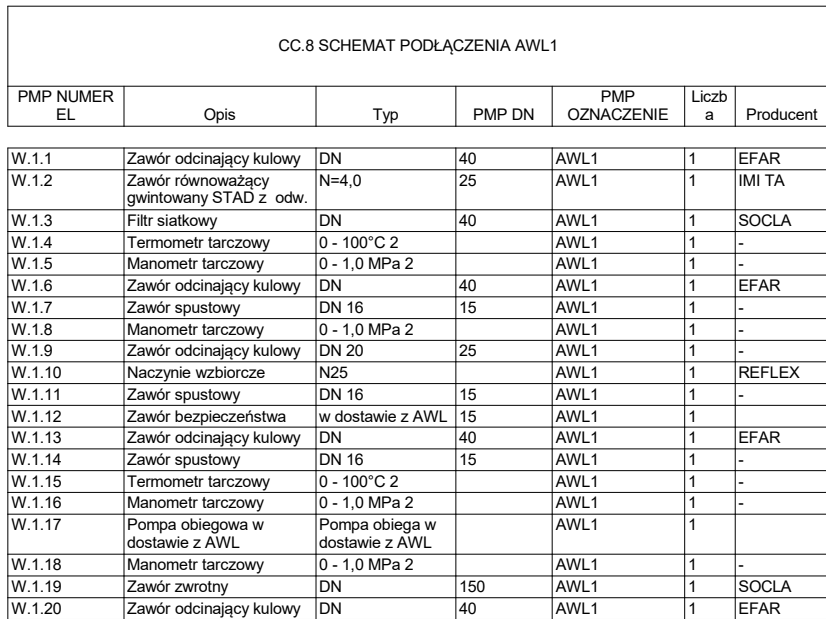 CC.8 SCHEMAT PODŁĄCZENIA AWL1
PMP NUMER EL Opis Typ PMP DN PMP OZNACZENIE Liczb a Producent
W.1.1 Zawór odcinający kulowy DN 40 AWL1 1 EFAR
W.1.2 Zawór równoważący gwintowany STAD z odw. N=4,0 25 AWL1 1 IMI TA
W.1.3 Filtr siatkowy DN 40 AWL1 1 SOCLA
W.1.4 Termometr tarczowy 0 - 100°C 2 AWL1 1 -
W.1.5 Manometr tarczowy 0 - 1,0 MPa 2 AWL1 1 -
W.1.6 Zawór odcinający kulowy DN 40 AWL1 1 EFAR
W.1.7 Zawór spustowy DN 16 15 AWL1 1 -
W.1.8 Manometr tarczowy 0 - 1,0 MPa 2 AWL1 1 -
W.1.9 Zawór odcinający kulowy DN 20 25 AWL1 1 -
W.1.10 Naczynie wzbiorcze N25 AWL1 1 REFLEX
W.1.11 Zawór spustowy DN 16 15 AWL1 1 -
W.1.12 Zawór bezpieczeństwa w dostawie z AWL 15 AWL1 1
W.1.13 Zawór odcinający kulowy DN 40 AWL1 1 EFAR
W.1.14 Zawór spustowy DN 16 15 AWL1 1 -
W.1.15 Termometr tarczowy 0 - 100°C 2 AWL1 1 -
W.1.16 Manometr tarczowy 0 - 1,0 MPa 2 AWL1 1 -
W.1.17 Pompa obiegowa w dostawie z AWL Pompa obiega w dostawie z AWL AWL1 1
W.1.18 Manometr tarczowy 0 - 1,0 MPa 2 AWL1 1 -
W.1.19 Zawór zwrotny DN 150 AWL1 1 SOCLA
W.1.20 Zawór odcinający kulowy DN 40 AWL1 1 EFAR